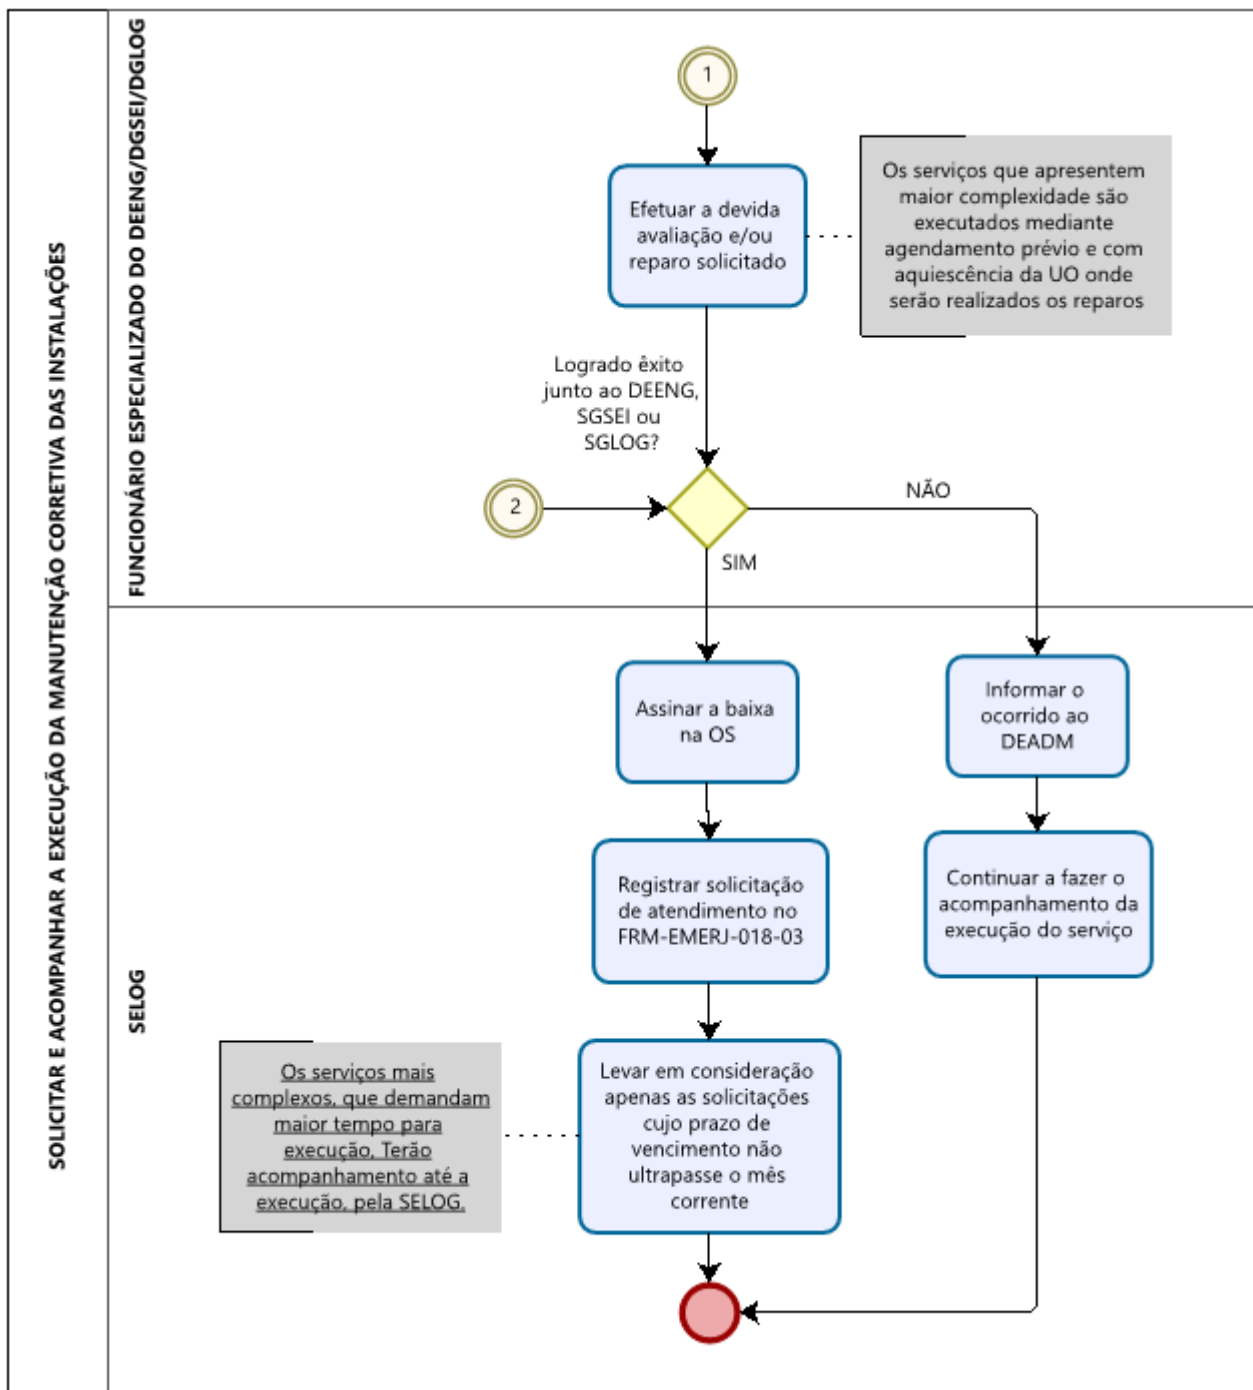 SOLICITAR E ACOMPANHAR A EXECUÇÃO DA MANUTENÇÃO CORRETIVA DAS INSTALAÇÕES
FUNCIONÁRIO ESPECIALIZADO DO DEENG/DGSEI/DGLOG
1
Efetuar a devida
avaliação e/ou
reparo solicitado
Os serviços que apresentem
maior complexidade são
executados mediante
agendamento prévio e com
aquiescência da UO onde
serão realizados os reparos
Logrado êxito
junto ao DEENG,
SGSEI ou
SGLOG?
2
NÃO
SIM
SELOG
Assinar a baixa
na OS
Informar o
ocorrido ao
DEADM
Registrar solicitação
de atendimento no
FRM-EMERJ-018-03
Continuar a fazer o
acompanhamento da
execução do serviço
Os serviços mais
complexos, que demandam
maior tempo para
execução, Terão
acompanhamento até a
execução, pela SELOG.
Levar em consideração
apenas as solicitações
cujo prazo de
vencimento não
ultrapasse o mês
corrente